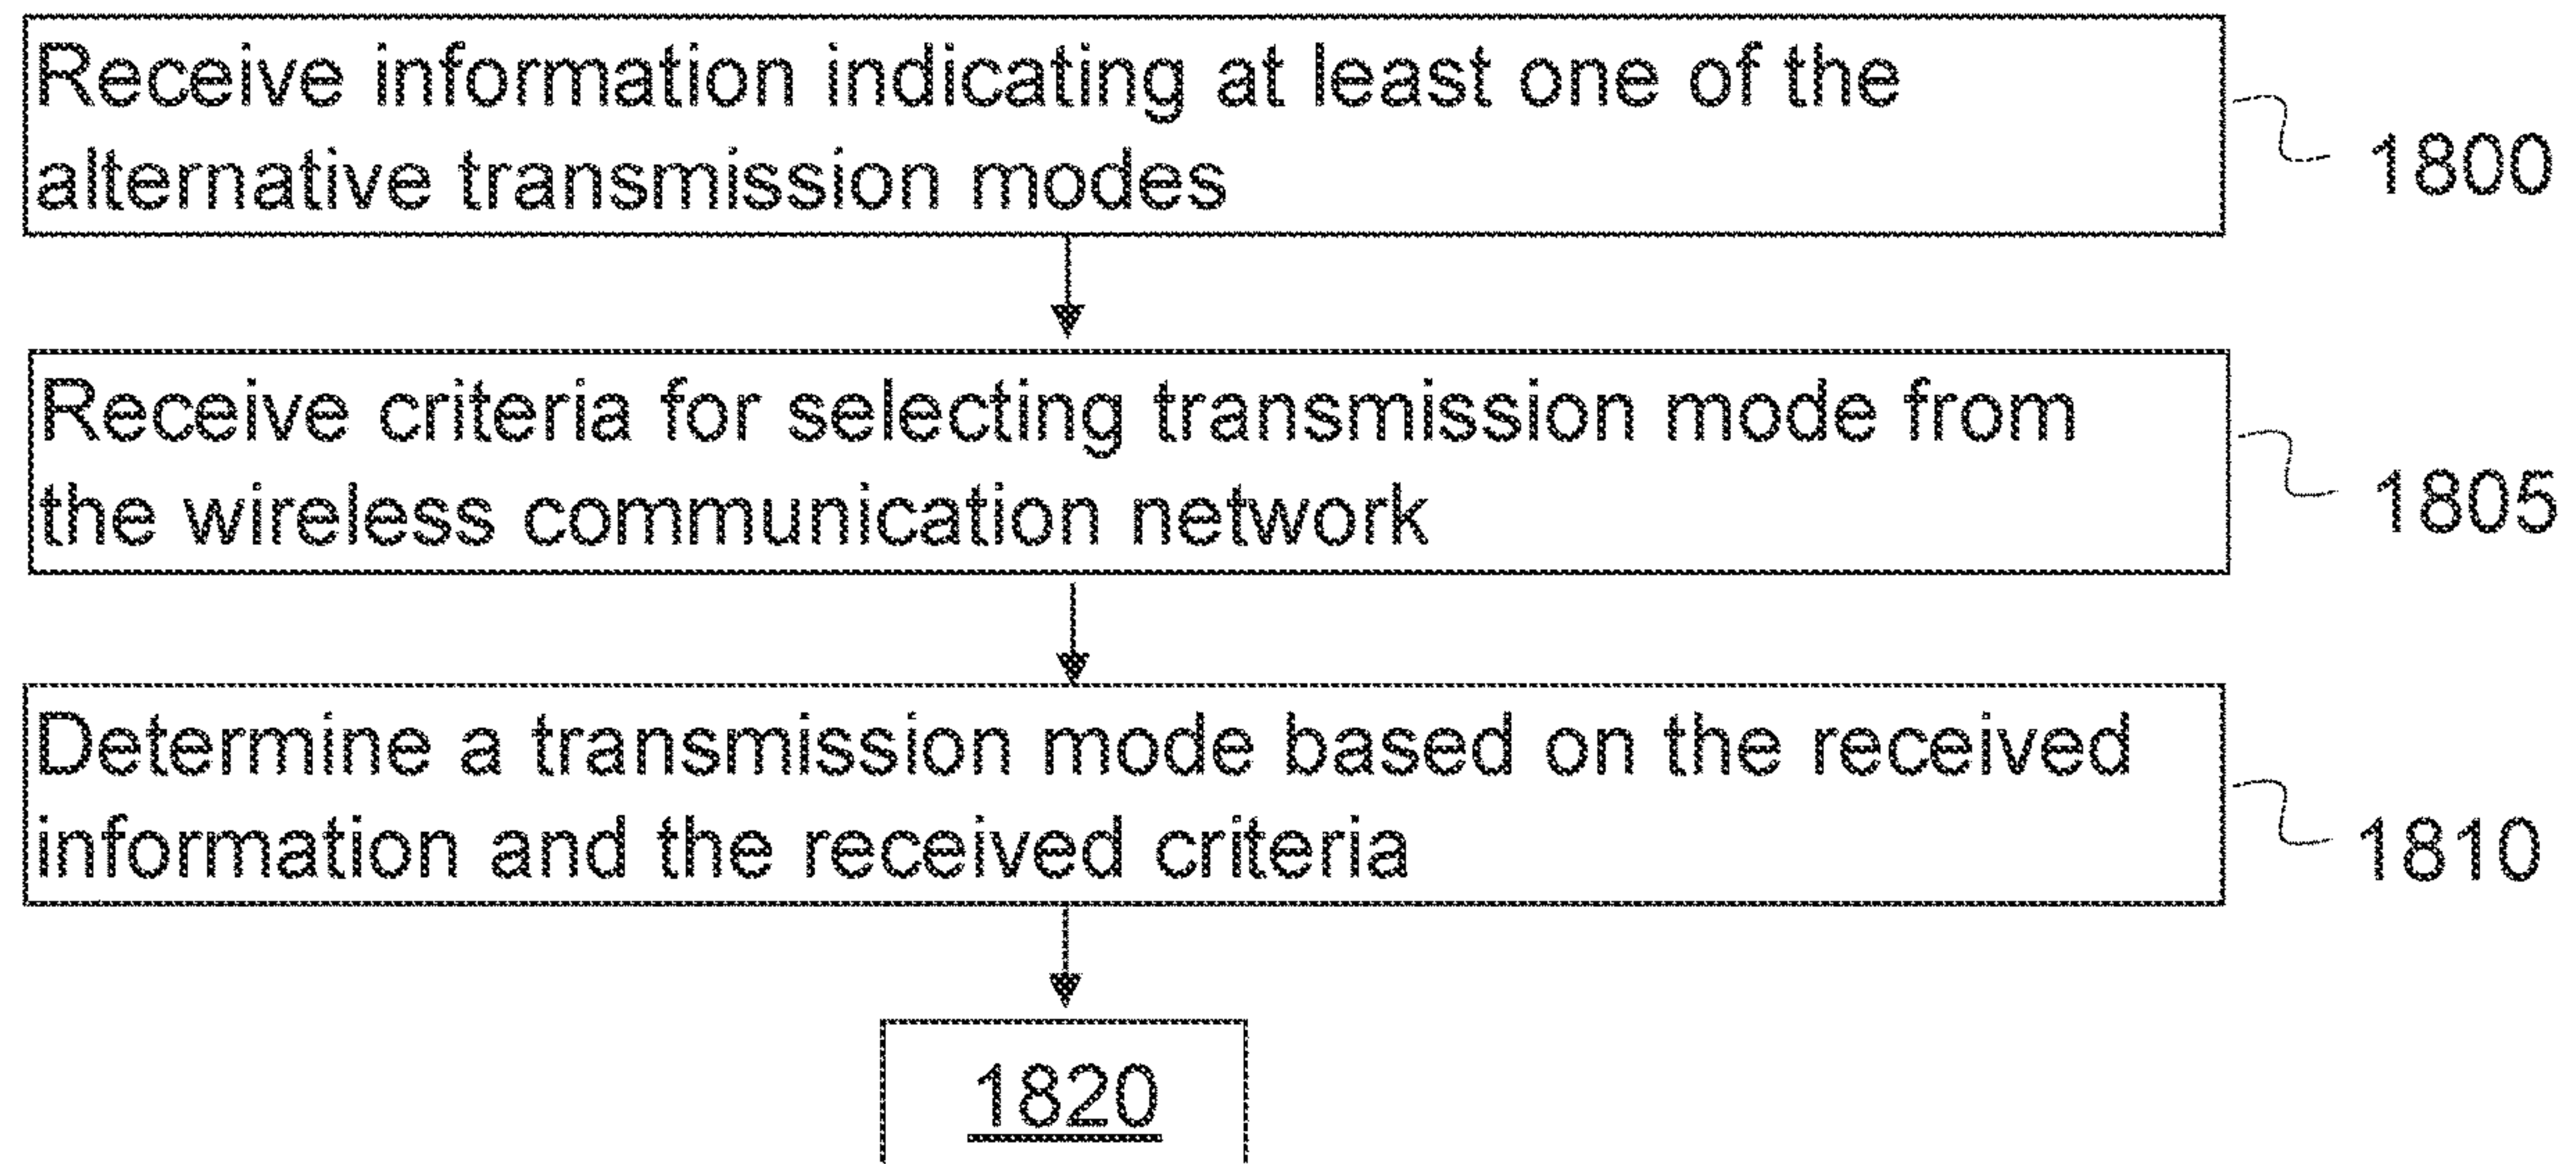 Receive information indicating at least one of the
alternative transmission modes
1800
Receive criteria for selecting transmission mode from
the wireless communication network
1805
Determine a transmission mode based on the received
information and the received criteria
1810
1820